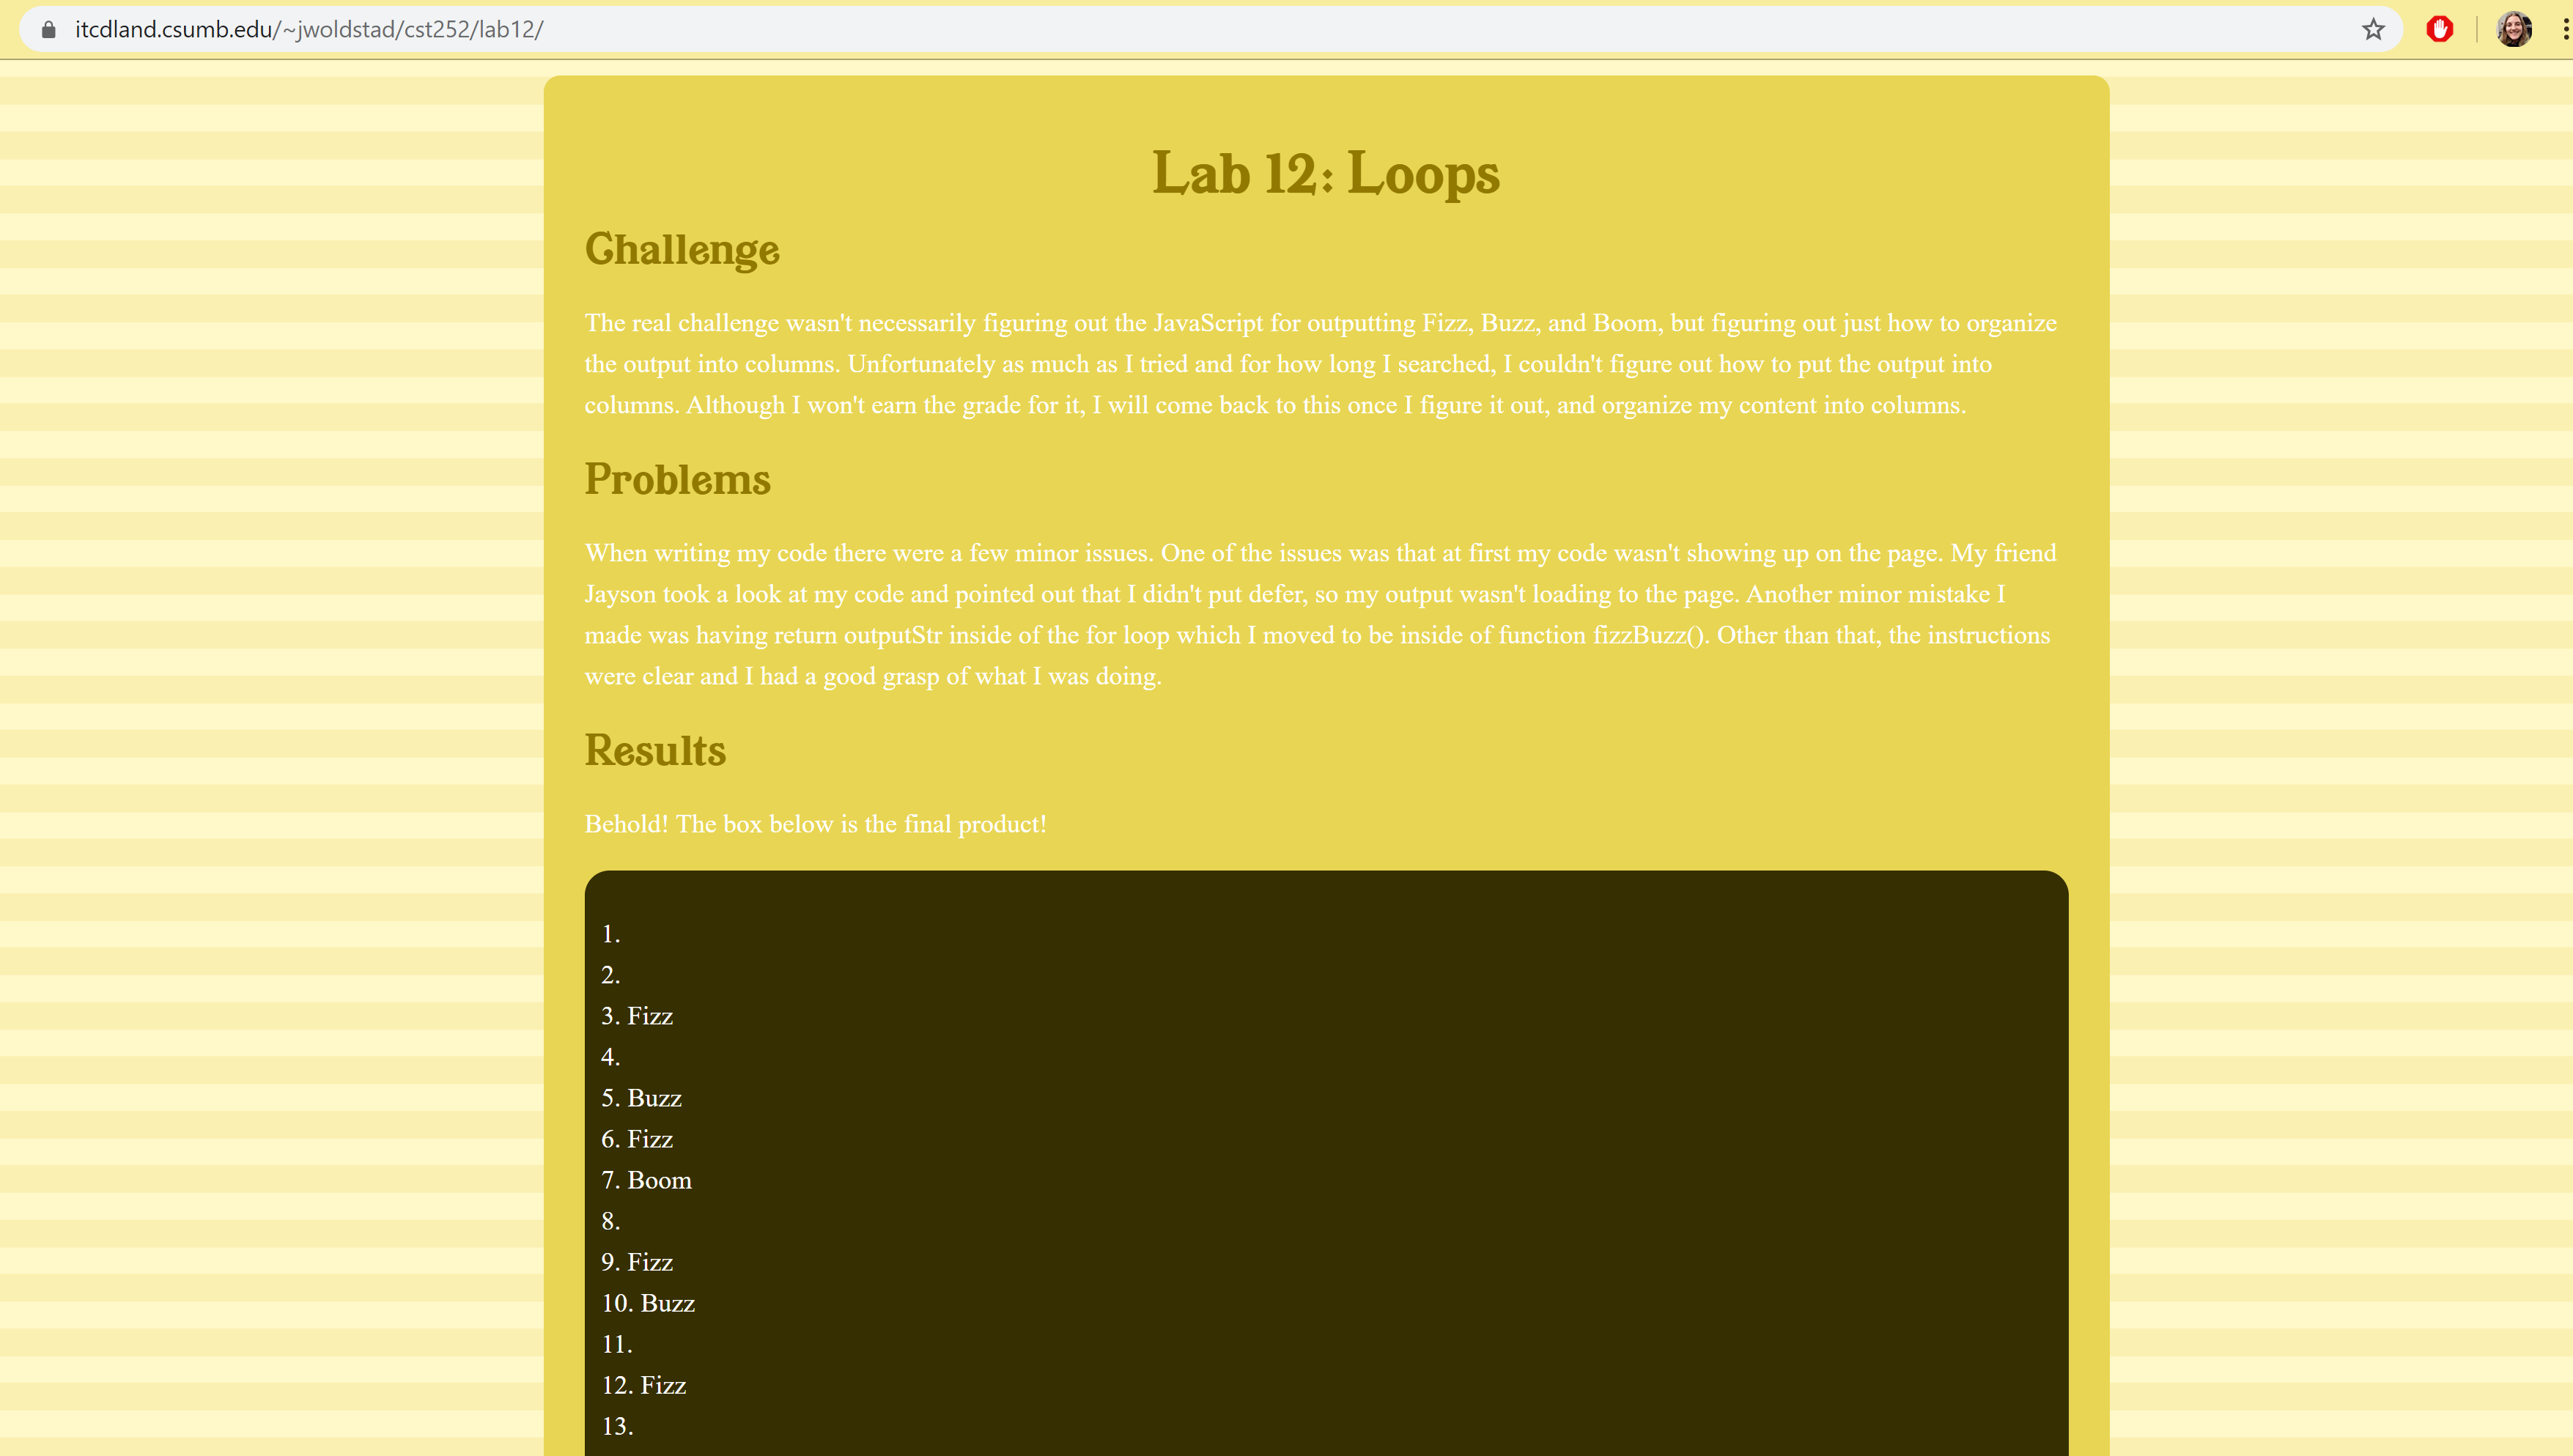 itcdland.csumb.edu/~jwoldstad/cst252/lab12/
Lab 12: Loops
Challenge
The real challenge wasn't necessarily figuring out the JavaScript for outputting Fizz, Buzz, and Boom, but figuring out just how to organize
the output into columns. Unfortunately as much as I tried and for how long I searched, I couldn't figure out how to put the output into
columns. Although I won't earn the grade for it, I will come back to this once I figure it out, and organize my content into columns.
Problems
When writing my code there were a few minor issues. One of the issues was that at first my code wasn't showing up on the page. My friend
Jayson took a look at my code and pointed out that I didn't put defer, so my output wasn't loading to the page. Another minor mistake I
made was having return outputStr inside of the for loop which I moved to be inside of function fizzBuzz(). Other than that, the instructions
were clear and I had a good grasp of what I was doing.
Results
Behold! The box below is the final product!
1.
2.
3. Fizz
4.
5. Buzz
6. Fizz
7. Boom
8.
9. Fizz
10. Buzz
11.
12. Fizz
13.